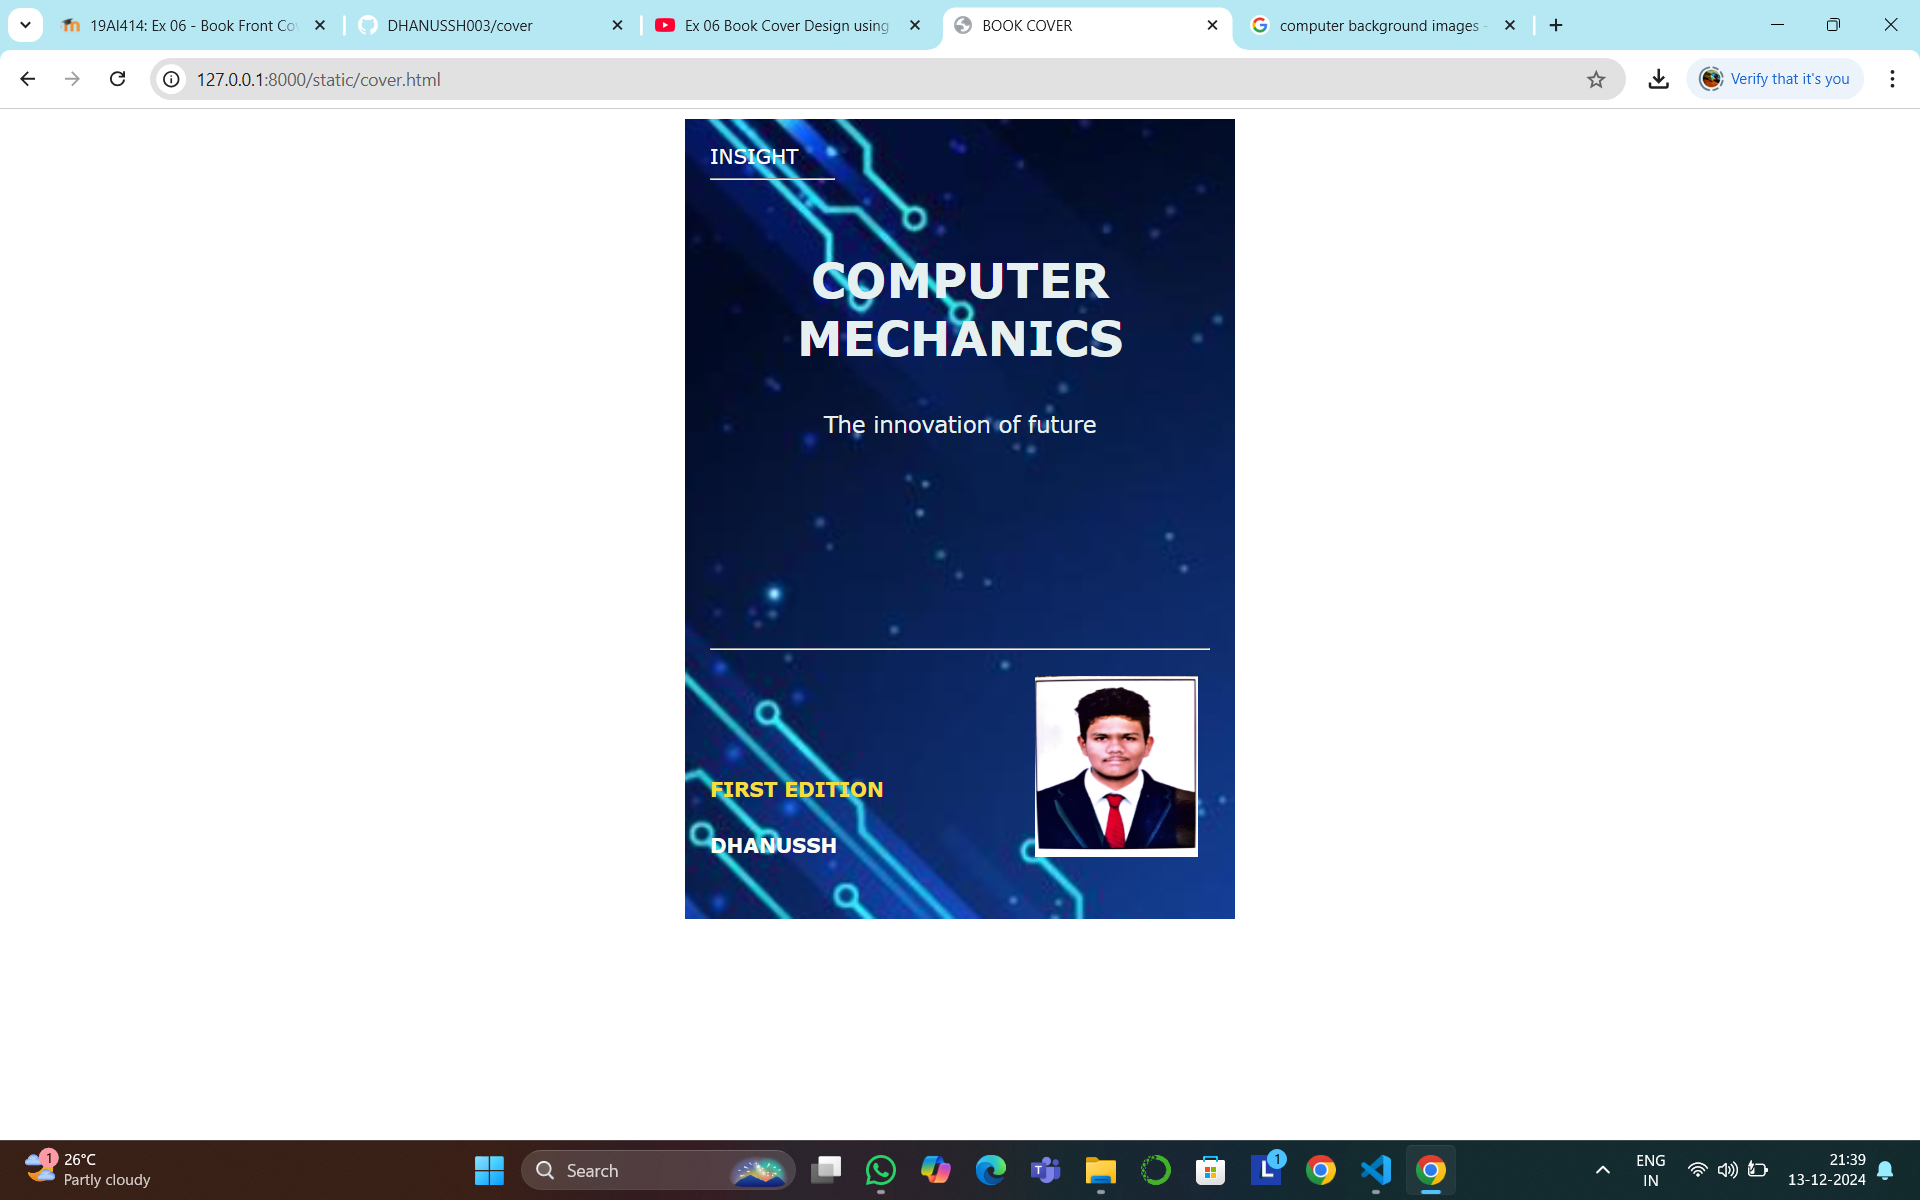 19AI414: Ex 06 - Book Front Co
DHANUSSH003/cover
Ex 06 Book Cover Design using
BOOK COVER
computer background images -
127.0.0.1:8000/static/cover.html
Verify that it's you
INSIGHT
COMPUTER
MECHANICS
The innovation of future
FIRST EDITION
DHANUSSH
1
26°C
Partly cloudy
Search
T
L
1
ENG
IN
21:39
13-12-2024